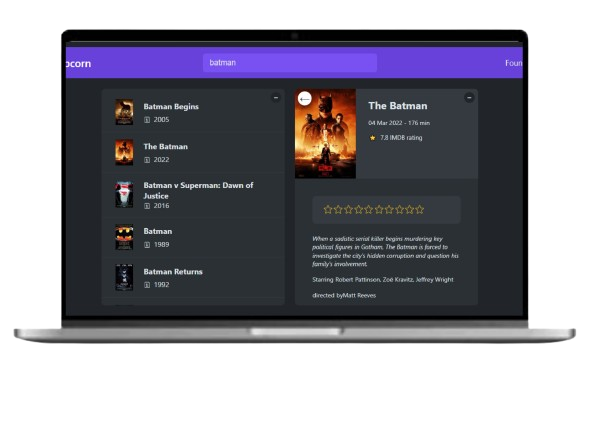 pcorn
batman
Foun
Batman Begins
2005
The Batman
2022
Batman v Superman: Dawn of
Justice
2016
Batman
1989
Batman Returns
1992
The Batman
04 Mar 2022 - 176 min
7.8 IMDB rating
When a sadistic serial killer begins murdering key
political figures in Gotham, The Batman is forced to
investigate the city's hidden corruption and question his
family's involvement.
Starring Robert Pattinson, Zoë Kravitz, Jeffrey Wright
directed byMatt Reeves